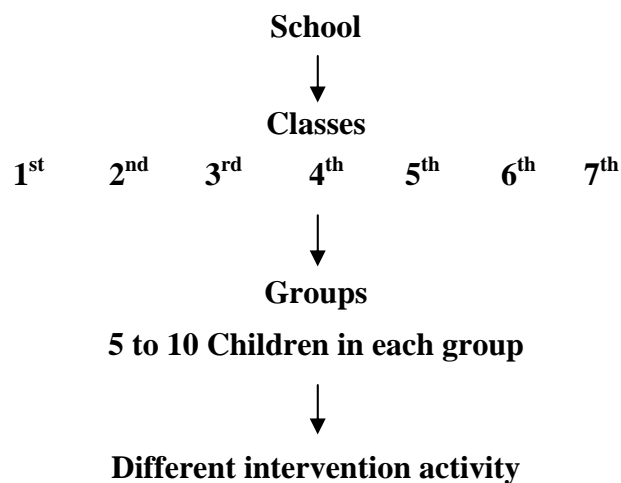 School
Classes
1st 2nd 3rd 4th 5th 6th 7th
Groups
5 to 10 Children in each group
Different intervention activity